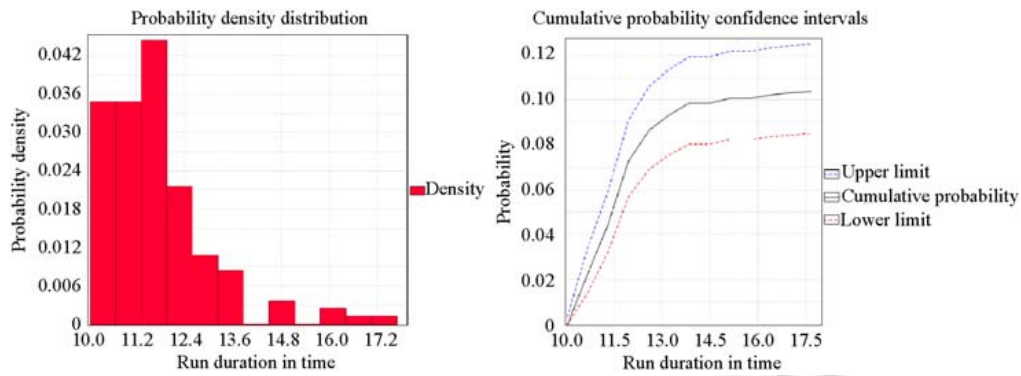 Probability density distribution
0.042
0.036
0.030
0.024
0.018
0.012
0.006
0
Probability density
10.0 11.2 12.4 13.6 14.8 16.0 17.2
Run duration in time
Density
Cumulative probability confidence intervals
0.12
0.10
0.08
0.06
0.04
0.02
0
Probability
10.0 11.5 13.0 14.5 16.0 17.5
Run duration in time
Upper limit
Cumulative probability
Lower limit